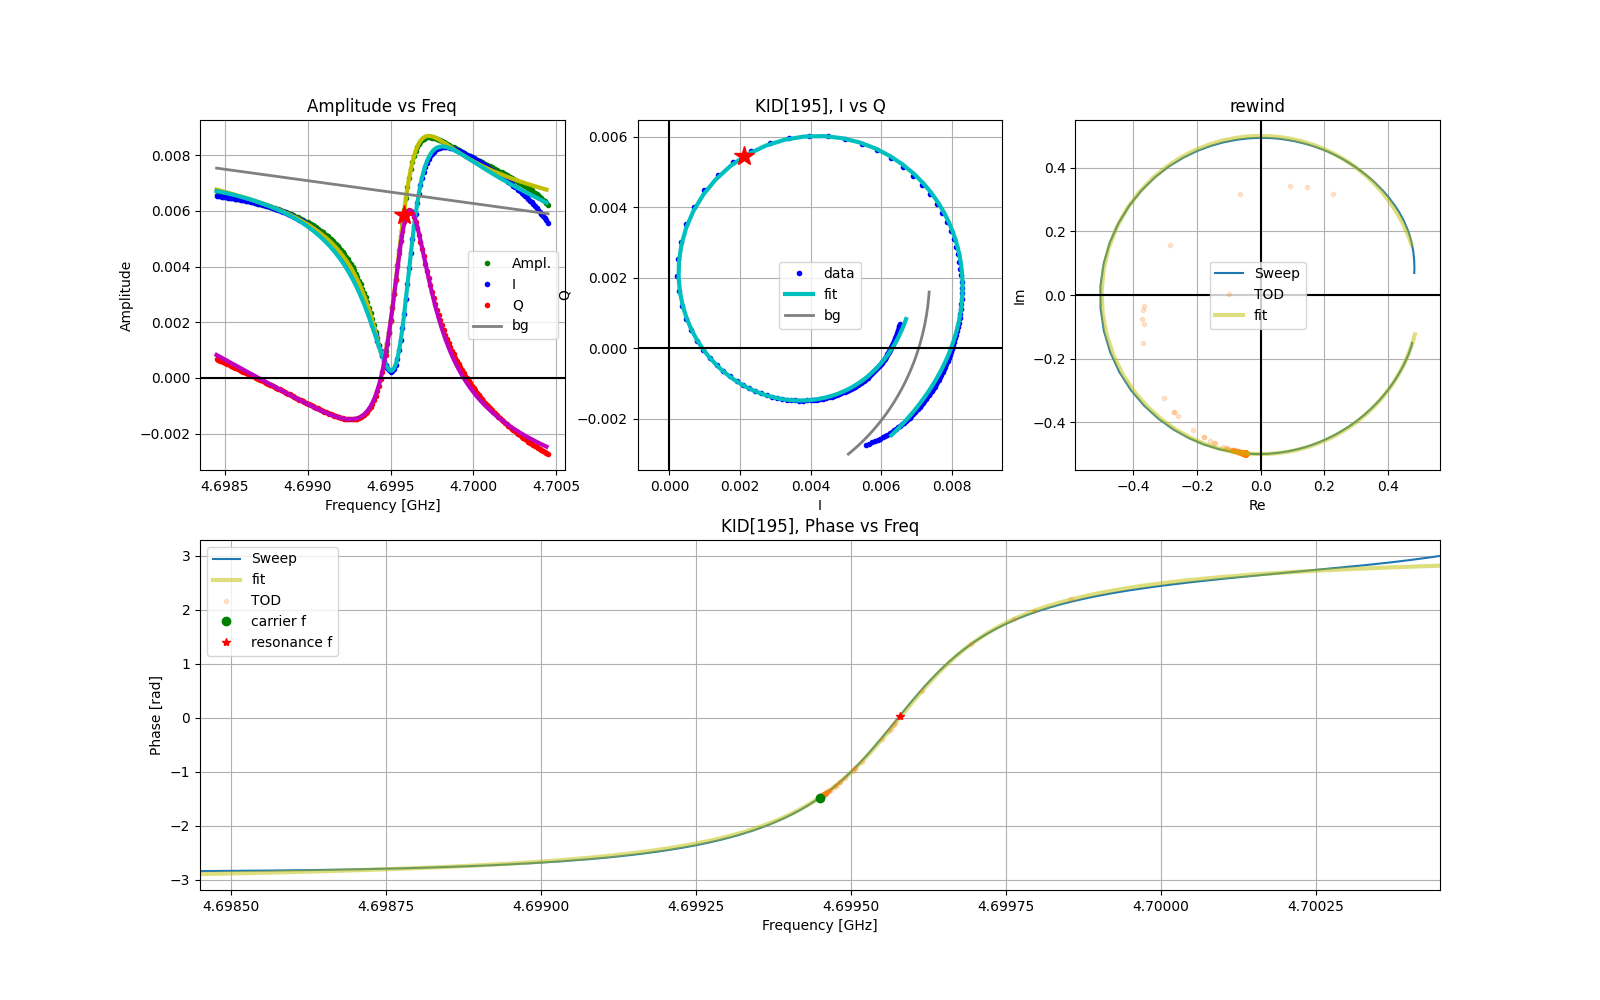 Amplitude vs Freq
Amplitude
0.008
0.006
0.004
0.002
0.000
−0.002
4.6985
4.6990
4.6995
4.7000
4.7005
Frequency [GHz]
Ampl.
I
Q
bg
KID[195], I vs Q
Q
0.006
0.004
0.002
0.000
−0.002
0.000
0.002
0.004
0.006
0.008
I
data
fit
bg
rewind
Im
0.4
0.2
0.0
−0.2
−0.4
−0.4
−0.2
0.0
0.2
0.4
Re
Sweep
TOD
fit
KID[195], Phase vs Freq
Phase [rad]
3
2
1
0
−1
−2
−3
Sweep
fit
TOD
carrier f
resonance f
4.69850
4.69875
4.69900
4.69925
4.69950
4.69975
4.70000
4.70025
Frequency [GHz]